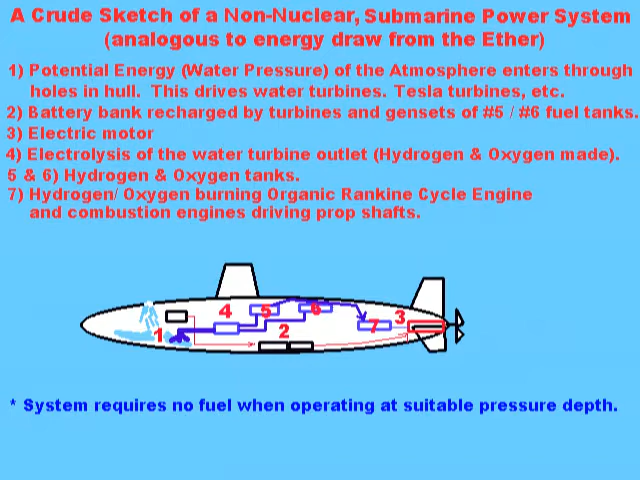 A Crude Sketch of a Non-Nuclear, Submarine Power System
(analogous to energy draw from the Ether)
1) Potential Energy (Water Pressure) of the Atmosphere enters through
holes in hull. This drives water turbines. Tesla turbines, etc.
2) Battery bank recharged by turbines and gensets of #5 / #6 fuel tanks.
3) Electric motor
4) Electrolysis of the water turbine outlet (Hydrogen & Oxygen made).
5 & 6) Hydrogen & Oxygen tanks.
7) Hydrogen/ Oxygen burning Organic Rankine Cycle Engine
and combustion engines driving prop shafts.
4 5 6
1 2 7 3
* System requires no fuel when operating at suitable pressure depth.